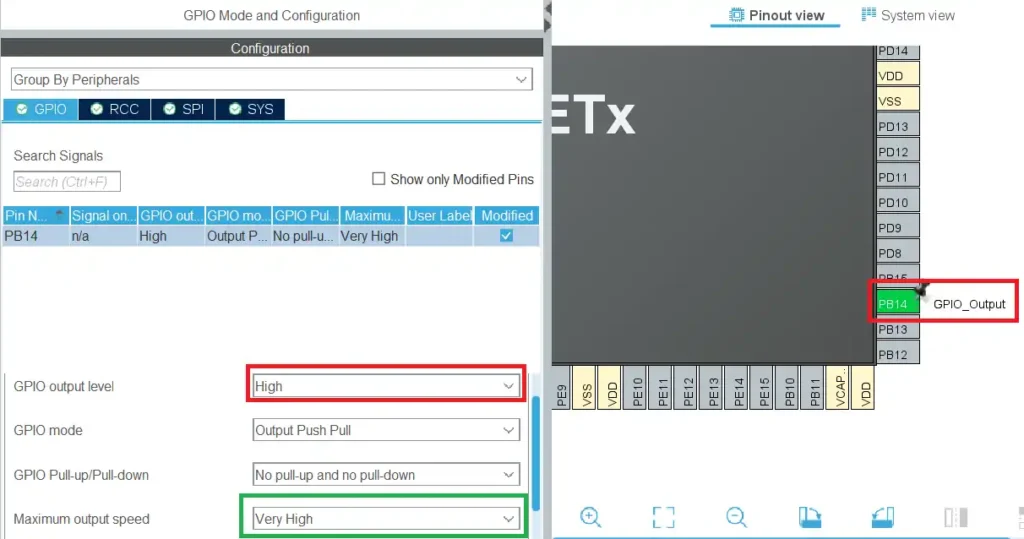 GPIO Mode and Configuration
Configuration
Group By Peripherals
GPIO RCC SPI SYS
Search Signals
Search (Ctrl+F)
Show only Modified Pins
Pin N... Signal on... GPIO out... GPIO mo... GPIO Pul... Maximu... User Label Modified
PB14 n/a High Output P... No pull-u... Very High
GPIO output level High
GPIO mode Output Push Pull
GPIO Pull-up/Pull-down No pull-up and no pull-down
Maximum output speed Very High
Pinout view System view
ETx
PD14
VDD
VSS
PD13
PD12
PD11
PD10
PD9
PD8
PB15
PB14 GPIO_Output
PB13
PB12
PE9 VSS VDD PE10 PE11 PE12 PE13 PE14 PE15 PB10 PB11 VCAP... VDD